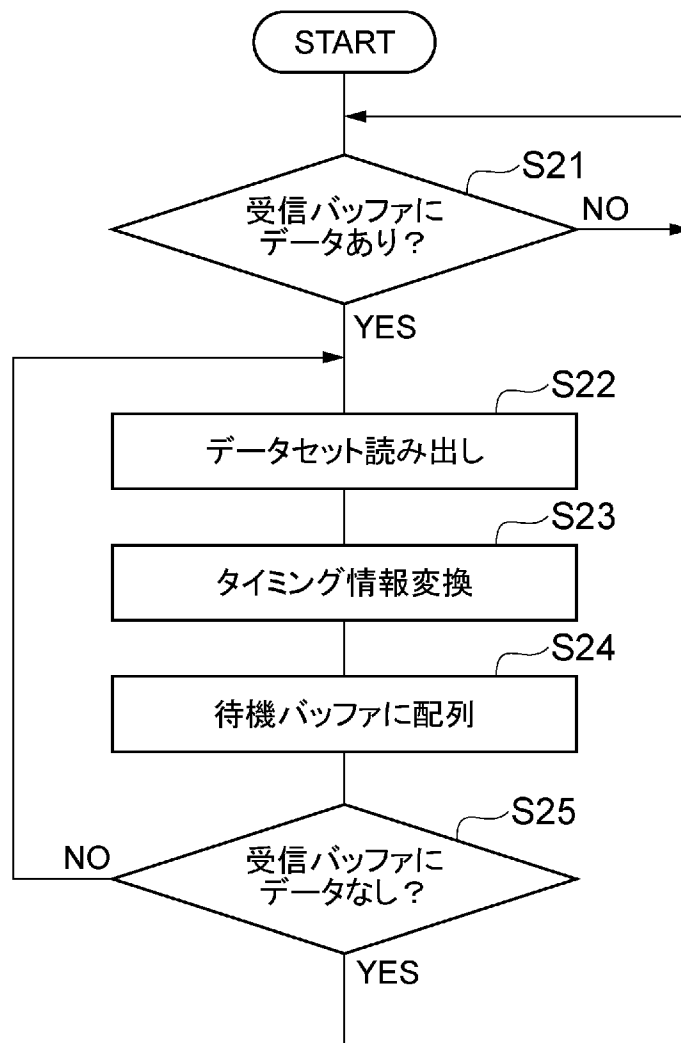 START
S21
受信バッファに
データあり？
NO
YES
S22
データセット読み出し
S23
タイミング情報変換
S24
待機バッファに配列
S25
受信バッファに
データなし？
NO
YES